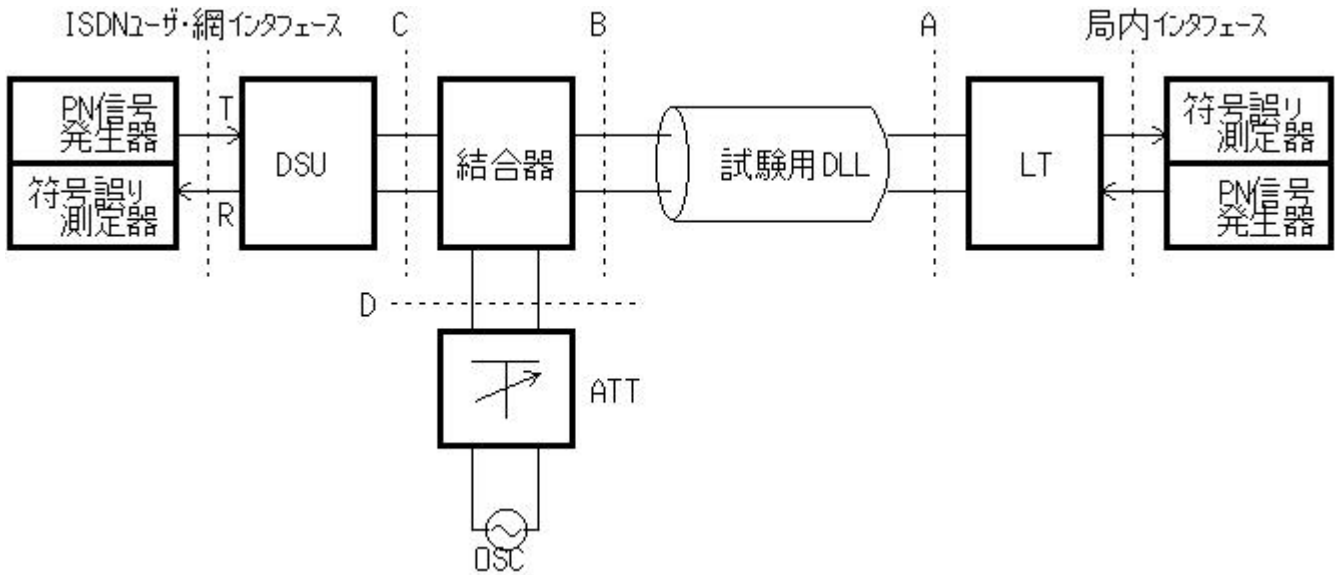 ISDNユーザ・網インタフェース
C
B
A
局内インタフェース
PN信号
発生器
T
符号誤り
測定器
R
DSU
結合器
試験用DLL
LT
符号誤り
測定器
PN信号
発生器
D
ATT
OSC